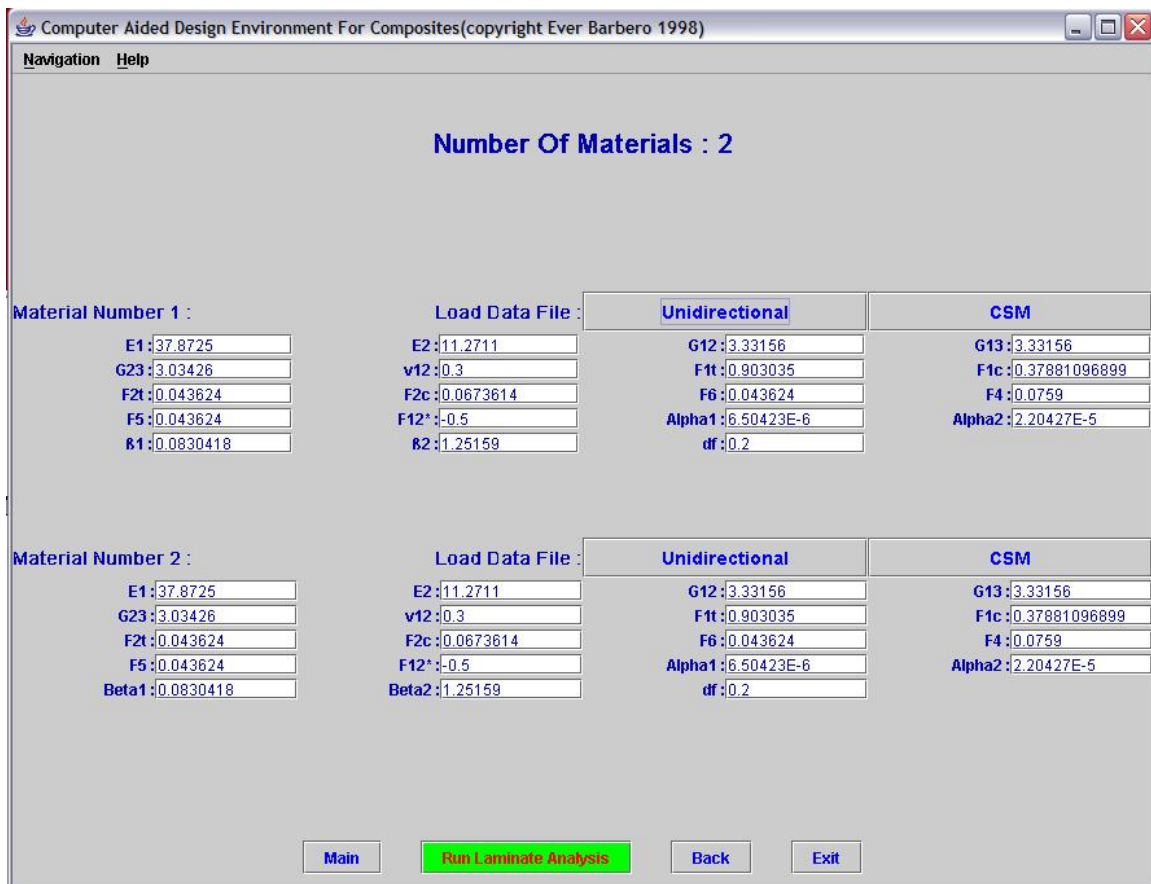 Computer Aided Design Environment For Composites(copyright Ever Barbero 1998)
Navigation Help
Number Of Materials : 2
Material Number 1 : Load Data File : Unidirectional CSM
E1: 37.8725 E2: 11.2711 G12: 3.33156 G13: 3.33156
G23: 3.03426 v12: 0.3 F1t: 0.903035 F1c: 0.37881096899
F2t: 0.043624 F2c: 0.0673614 F6: 0.043624 F4: 0.0759
F5: 0.043624 F12*: -0.5 Alpha1: 6.50423E-6 Alpha2: 2.20427E-5
ß1: 0.0830418 ß2: 1.25159 df: 0.2
Material Number 2 : Load Data File : Unidirectional CSM
E1: 37.8725 E2: 11.2711 G12: 3.33156 G13: 3.33156
G23: 3.03426 v12: 0.3 F1t: 0.903035 F1c: 0.37881096899
F2t: 0.043624 F2c: 0.0673614 F6: 0.043624 F4: 0.0759
F5: 0.043624 F12*: -0.5 Alpha1: 6.50423E-6 Alpha2: 2.20427E-5
Beta1: 0.0830418 Beta2: 1.25159 df: 0.2
Main Run Laminate Analysis Back Exit